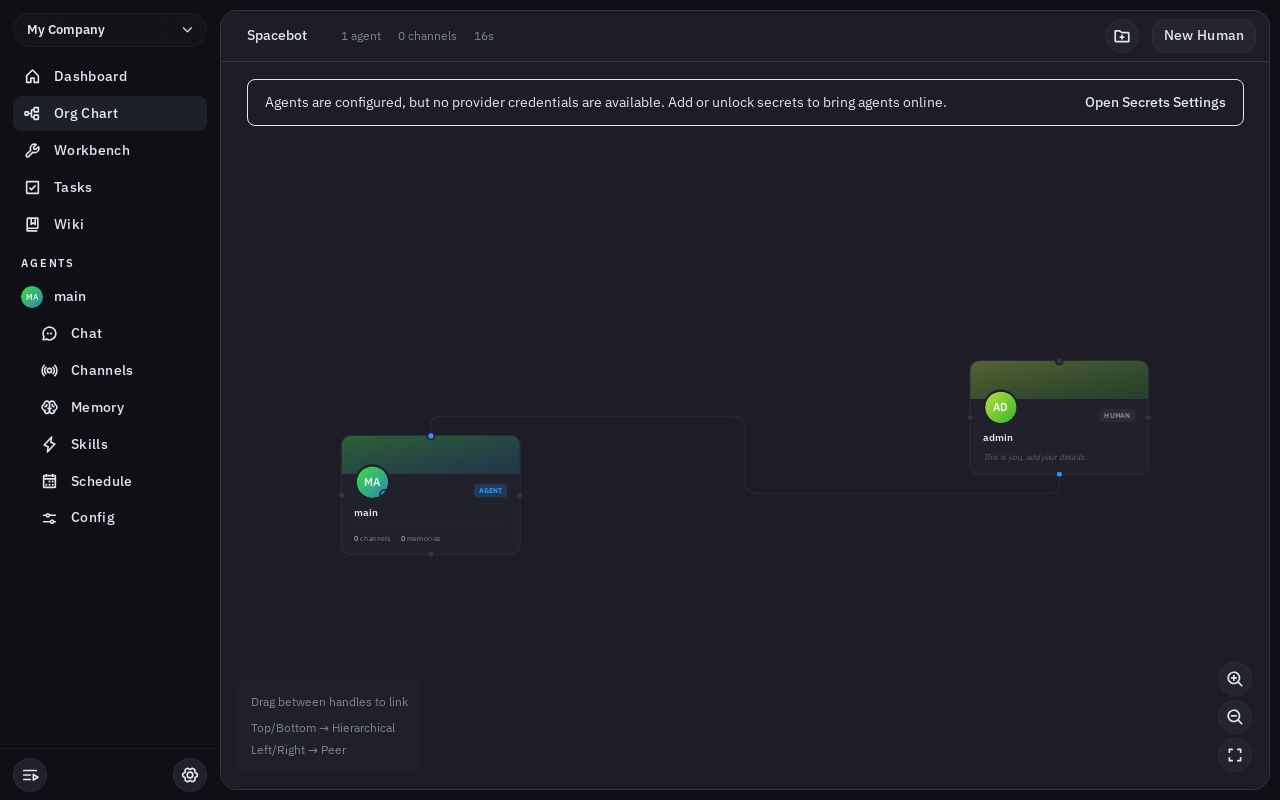 My Company
Dashboard
Org Chart
Workbench
Tasks
Wiki
AGENTS
MA main
Chat
Channels
Memory
Skills
Schedule
Config
Spacebot 1 agent 0 channels 16s New Human
Agents are configured, but no provider credentials are available. Add or unlock secrets to bring agents online. Open Secrets Settings
MA
AGENT
main
0 channels 0 memories
AD
HUMAN
admin
This is you, add your details.
Drag between handles to link
Top/Bottom → Hierarchical
Left/Right → Peer